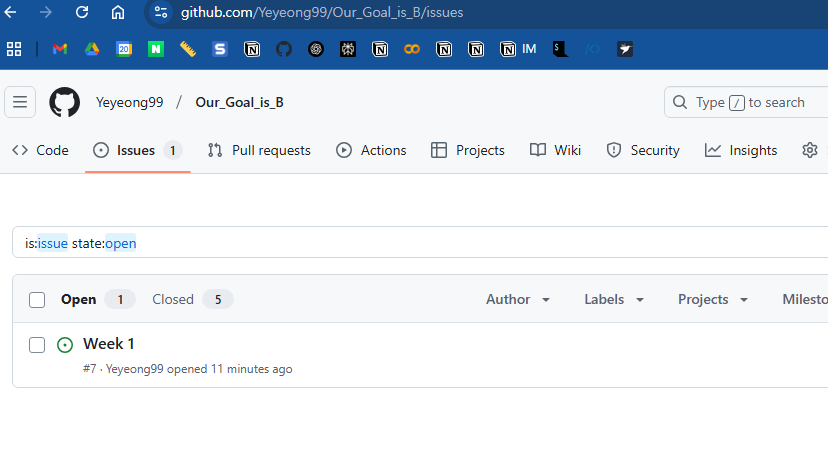 github.com/Yeyeong99/Our_Goal_is_B/issues
IM
Yeyeong99 / Our_Goal_is_B
Type / to search
Code Issues 1 Pull requests Actions Projects Wiki Security Insights
is:issue state:open
Open 1 Closed 5 Author Labels Projects Milesto
Week 1
#7 · Yeyeong99 opened 11 minutes ago